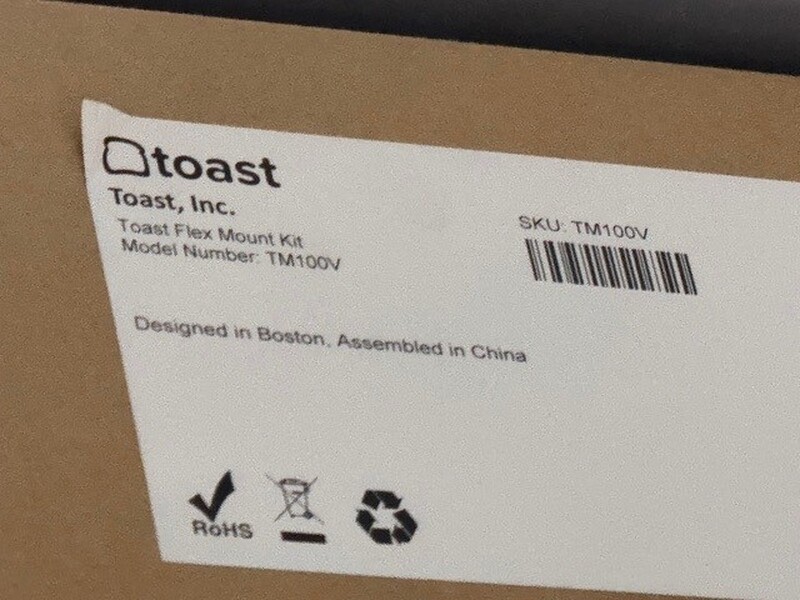 toast
Toast, Inc.
Toast Flex Mount Kit
Model Number: TM100V
SKU: TM100V
Designed in Boston, Assembled in China
RoHS